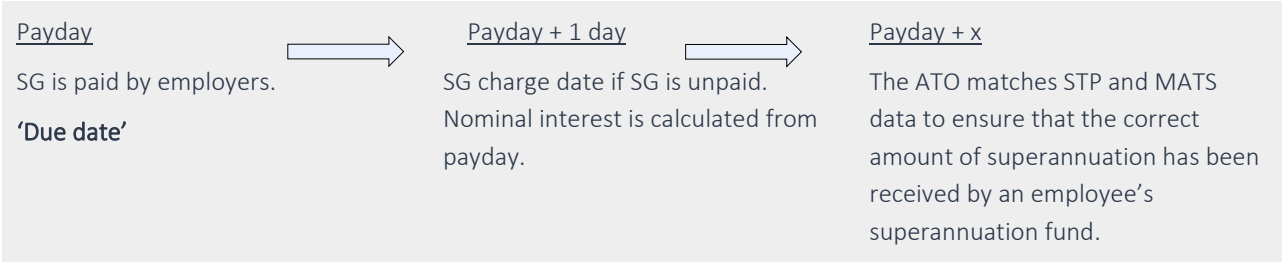 Payday
SG is paid by employers.
‘Due date’
Payday + 1 day
SG charge date if SG is unpaid.
Nominal interest is calculated from
payday.
Payday + x
The ATO matches STP and MATS
data to ensure that the correct
amount of superannuation has been
received by an employee’s
superannuation fund.